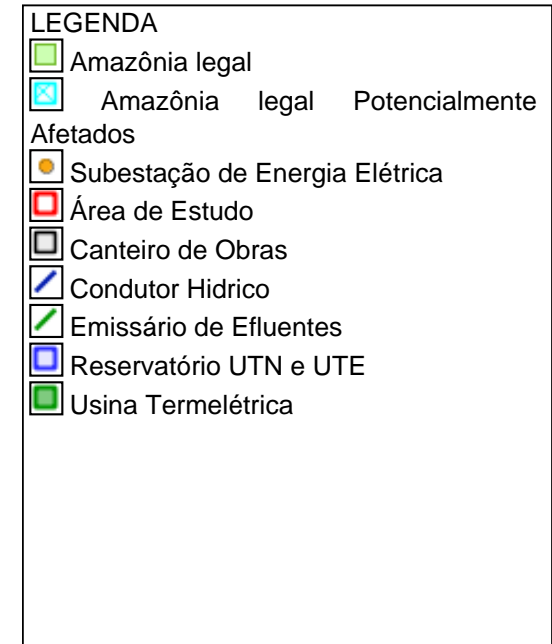 LEGENDA
Amazônia legal
Amazônia legal Potencialmente
Afetados
Subestação de Energia Elétrica
Área de Estudo
Canteiro de Obras
Condutor Hidrico
Emissário de Efluentes
Reservatório UTN e UTE
Usina Termelétrica